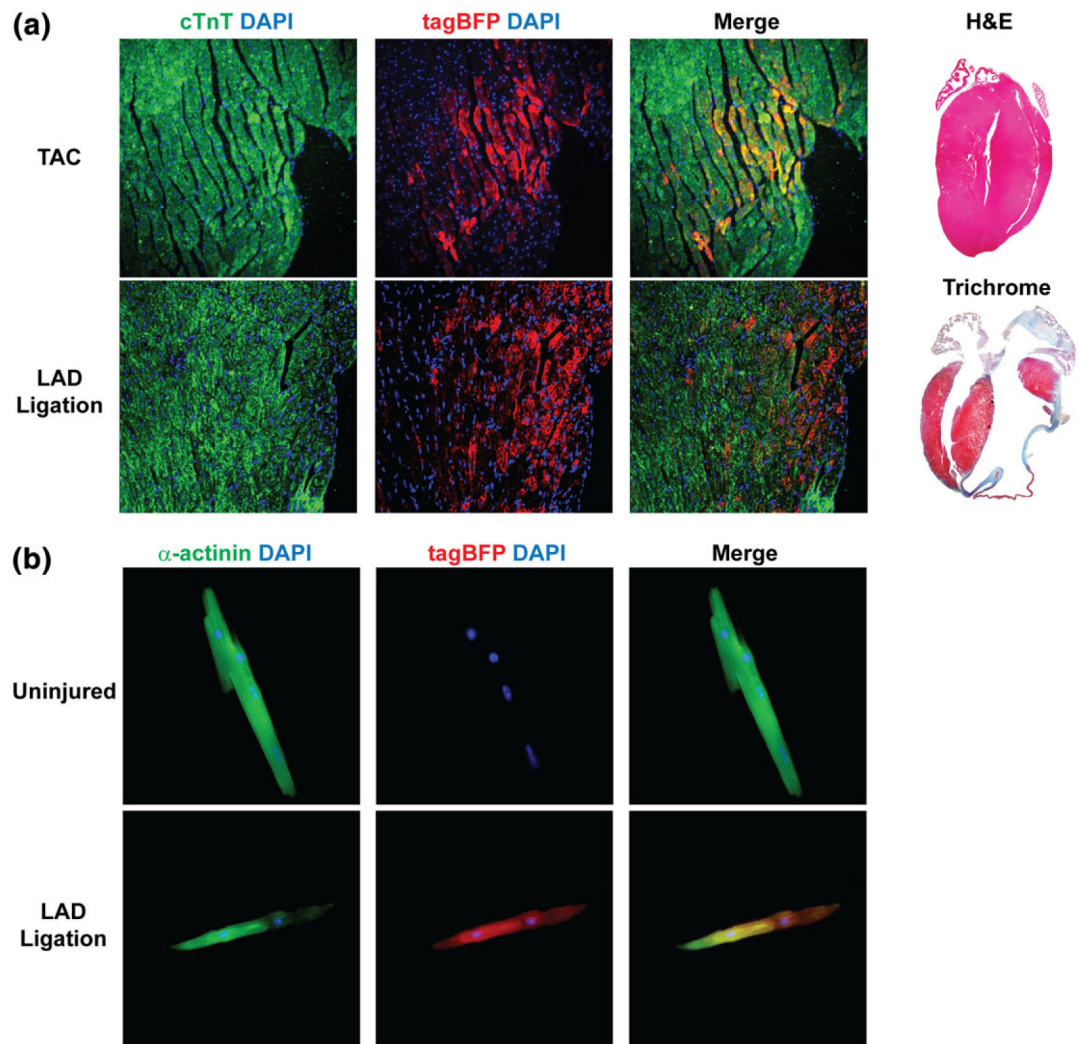 (a)
cTnT DAPI
tagBFP DAPI
Merge
H&E
TAC
Trichrome
LAD
Ligation
(b)
α-actinin DAPI
tagBFP DAPI
Merge
Uninjured
LAD
Ligation